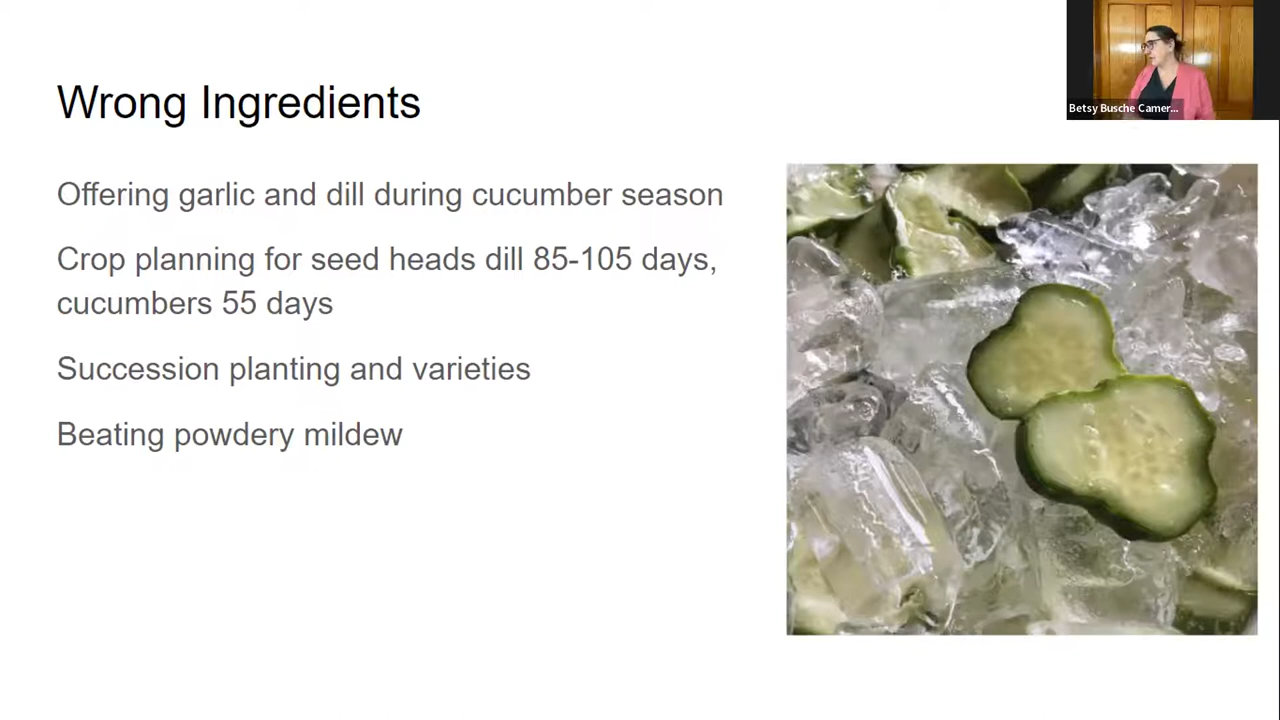 Betsy Busche Camer...
Wrong Ingredients
Offering garlic and dill during cucumber season
Crop planning for seed heads dill 85-105 days,
cucumbers 55 days
Succession planting and varieties
Beating powdery mildew